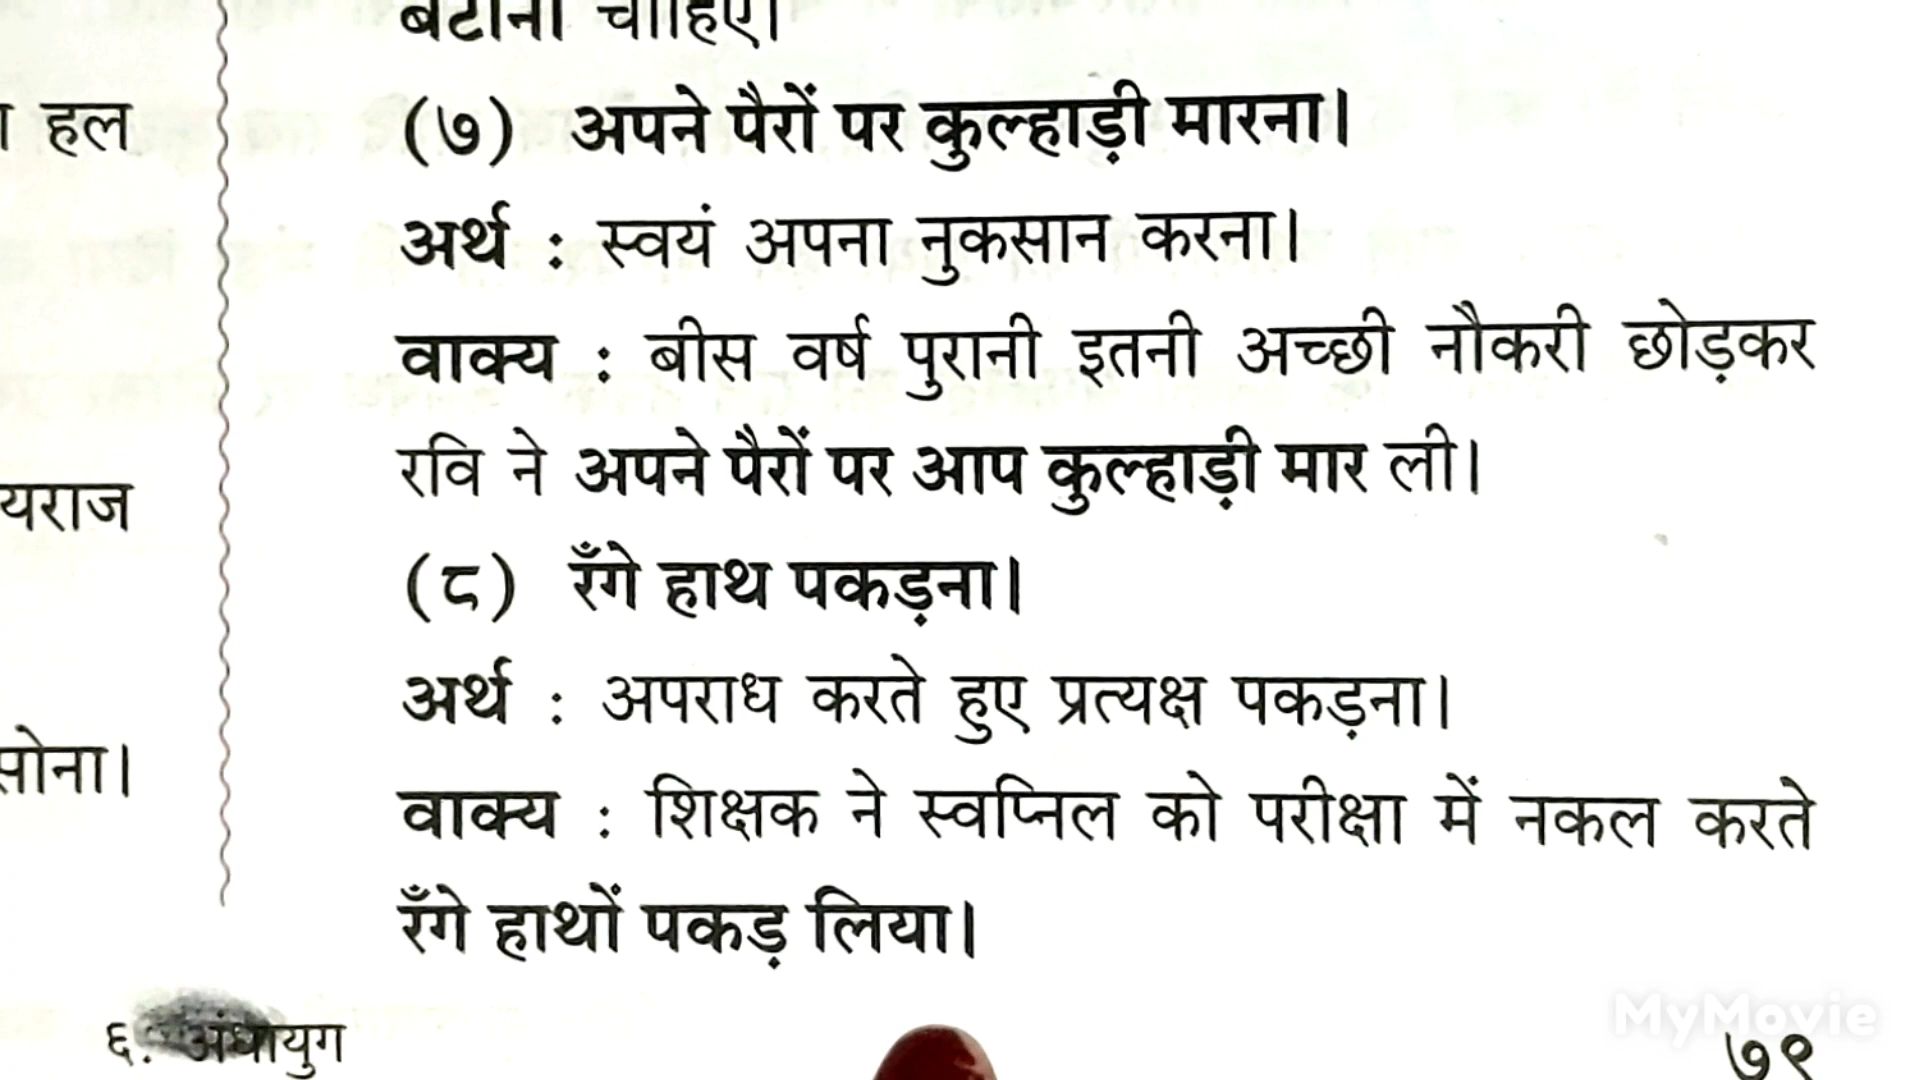 बटाना चाहिए।
(७) अपने पैरों पर कुल्हाड़ी मारना।
हल
अर्थ : स्वयं अपना नुकसान करना।
वाक्य : बीस वर्ष पुरानी इतनी अच्छी नौकरी छोड़कर
रवि ने अपने पैरों पर आप कुल्हाड़ी मार ली।
यराज
(८) रँगे हाथ पकड़ना।
अर्थ : अपराध करते हुए प्रत्यक्ष पकड़ना।
सोना।
वाक्य : शिक्षक ने स्वप्निल को परीक्षा में नकल करते
रँगे हाथों पकड़ लिया।
६. अंधायुग
७९
MyMovie